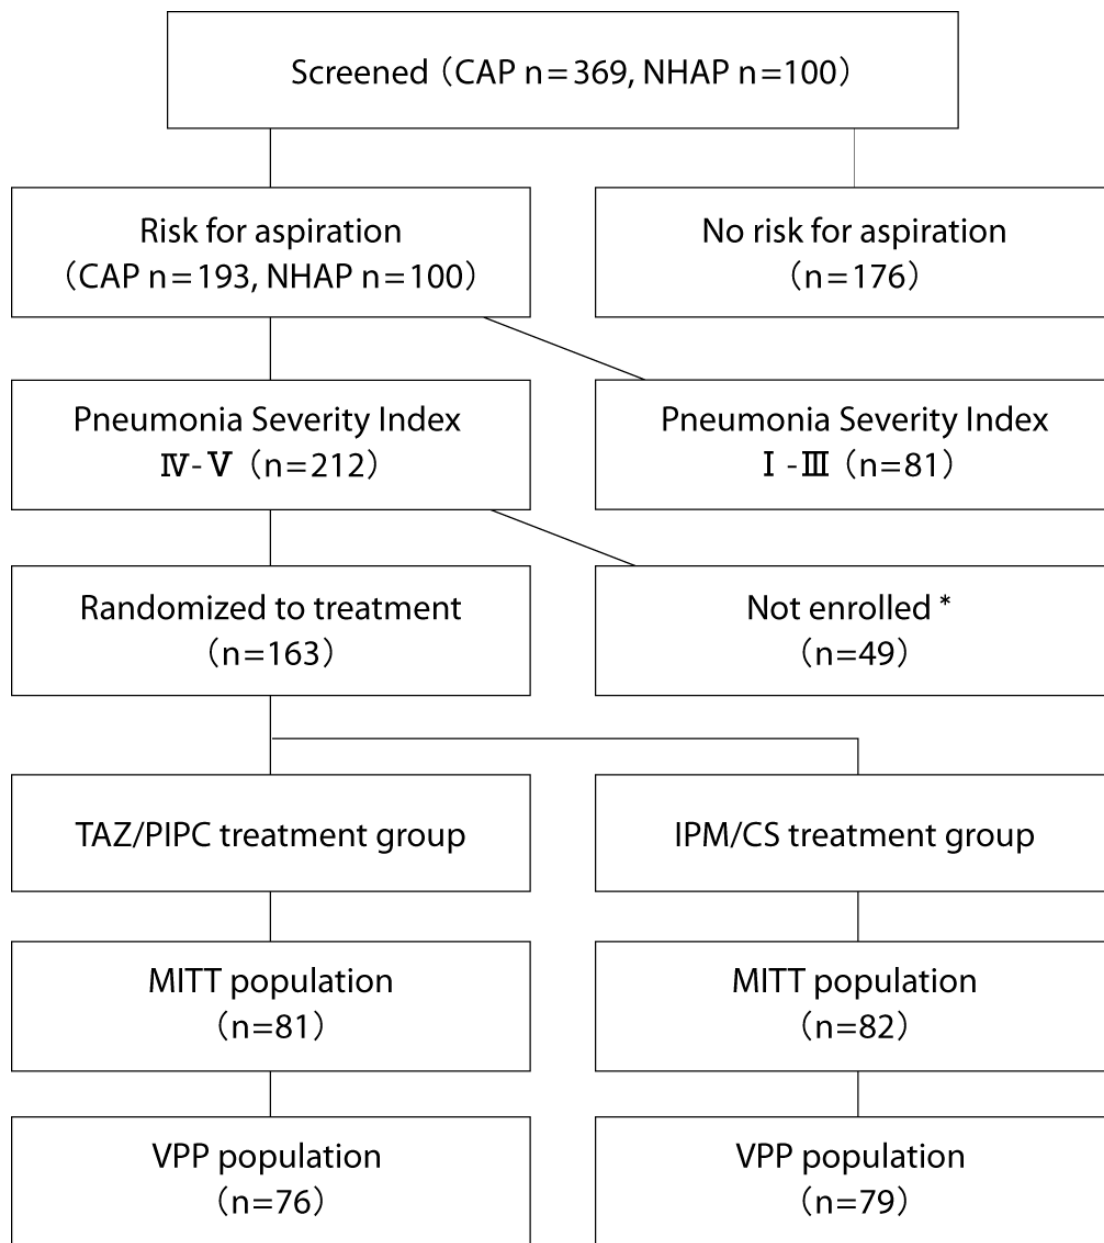 Screened（CAP n=369, NHAP n=100）
Risk for aspiration
（CAP n=193, NHAP n=100）
No risk for aspiration
（n=176）
Pneumonia Severity Index
Ⅳ-Ⅴ（n=212）
Pneumonia Severity Index
Ⅰ-Ⅲ（n=81）
Randomized to treatment
（n=163）
Not enrolled *
（n=49）
TAZ/PIPC treatment group
IPM/CS treatment group
MITT population
（n=81）
MITT population
（n=82）
VPP population
（n=76）
VPP population
（n=79）